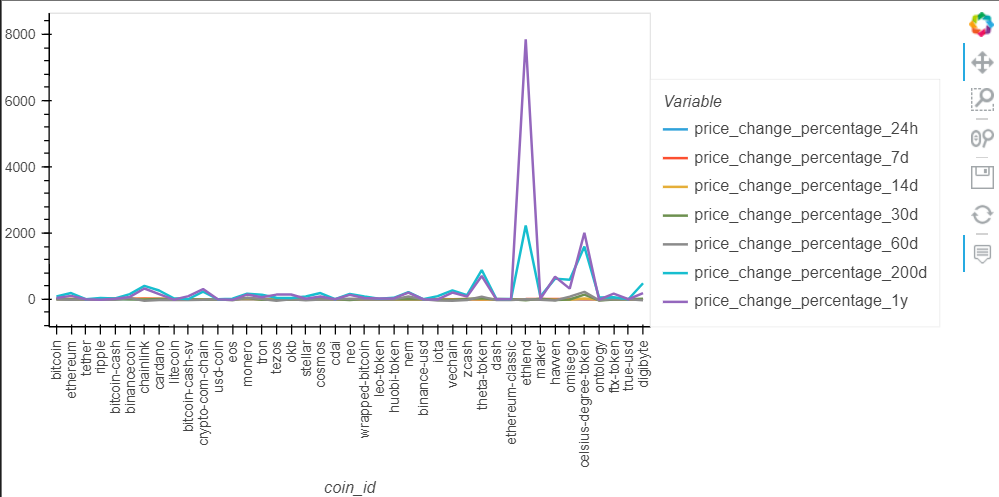 8000
6000
4000
2000
0
Variable
price_change_percentage_24h
price_change_percentage_7d
price_change_percentage_14d
price_change_percentage_30d
price_change_percentage_60d
price_change_percentage_200d
price_change_percentage_1y
bitcoin
ethereum
tether
ripple
bitcoin-cash
binancecoin
chainlink
cardano
litecoin
bitcoin-cash-sv
crypto-com-chain
usd-coin
eos
monero
tron
tezos
okb
stellar
cosmos
cdai
neo
wrapped-bitcoin
leo-token
huobi-token
nem
binance-usd
iota
vechain
zcash
theta-token
dash
ethereum-classic
ethlend
maker
havven
omisego
celsius-degree-token
ontology
ftx-token
true-usd
digibyte
coin_id